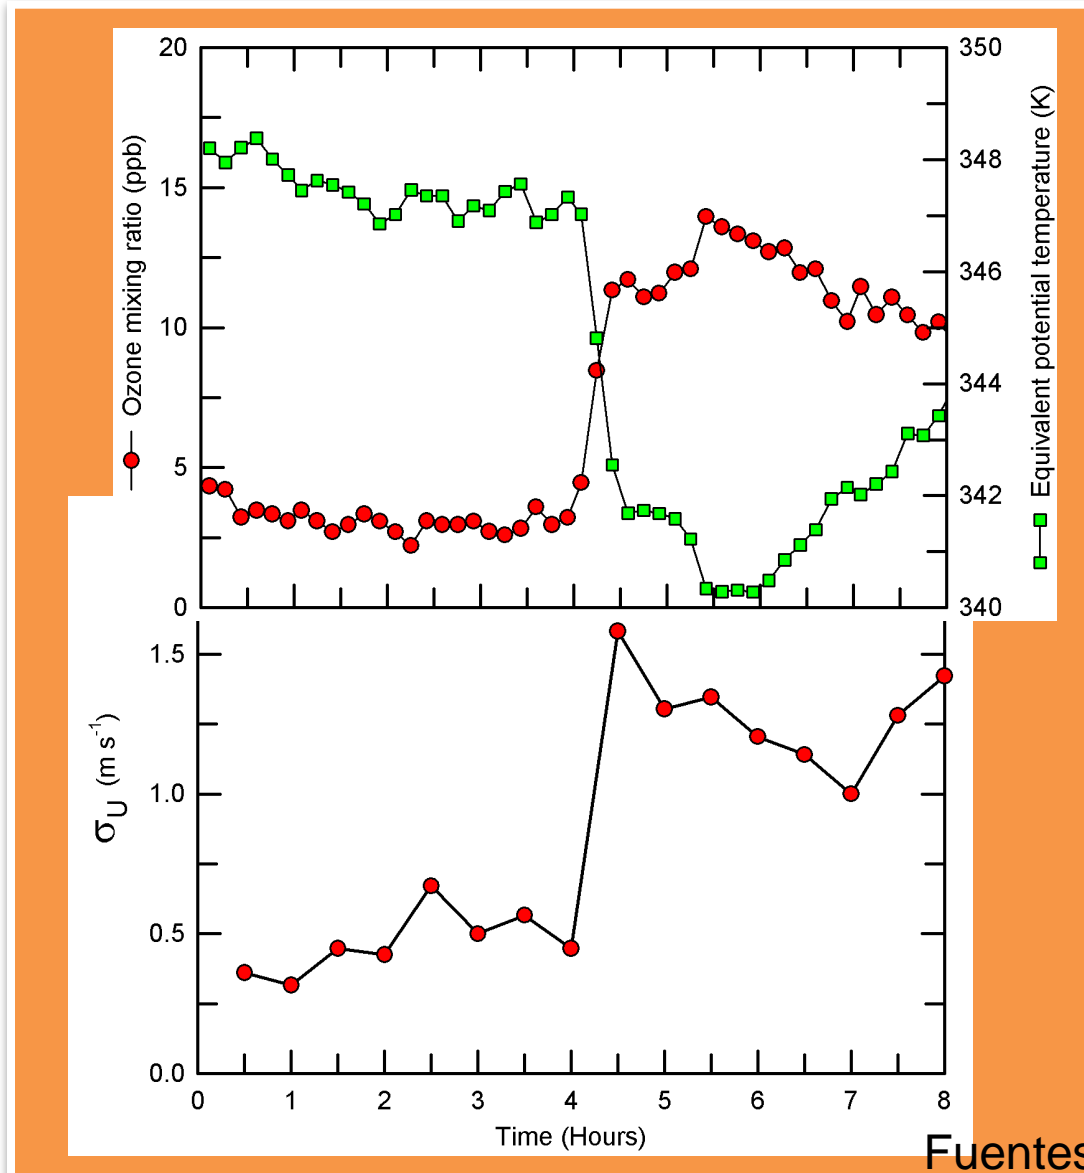 20
15
10
5
0
Ozone mixing ratio (ppb)
350
348
346
344
342
340
Equivalent potential temperature (K)
1.5
1.0
0.5
0.0
σU (m s-1)
0 1 2 3 4 5 6 7 8
Time (Hours)
Fuentes